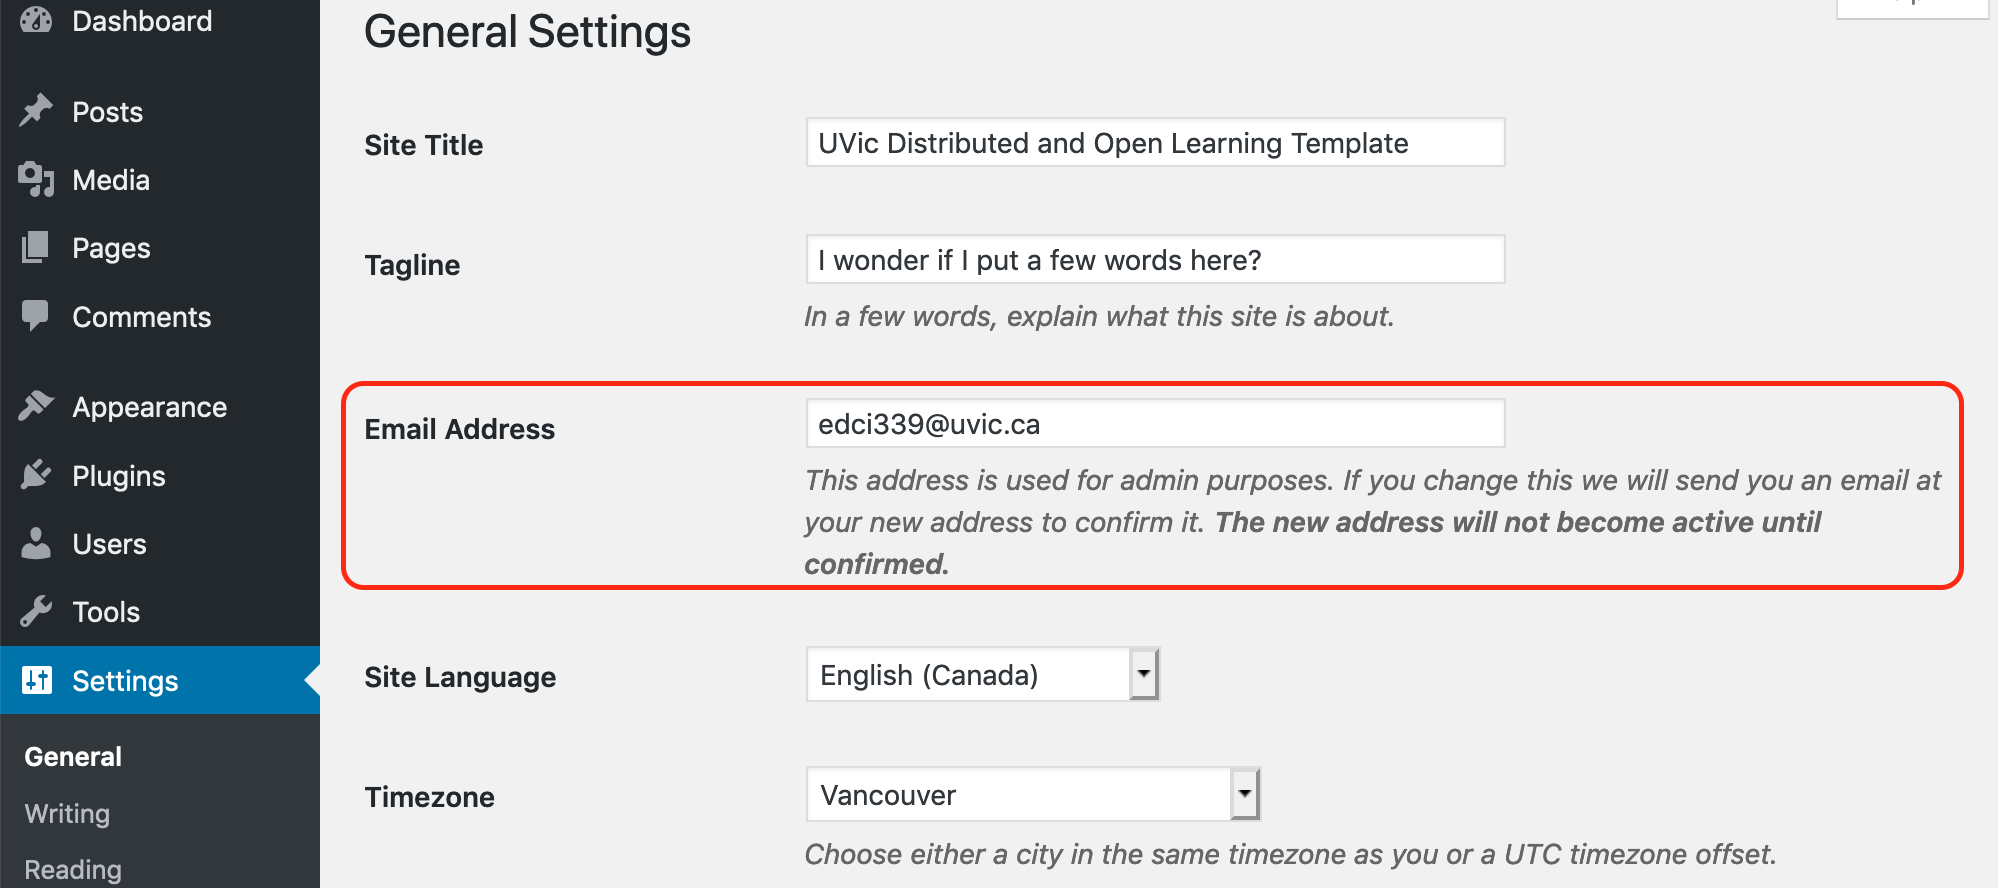 Dashboard
Posts
Media
Pages
Comments
Appearance
Plugins
Users
Tools
Settings
General
Writing
Reading
General Settings
Site Title
UVic Distributed and Open Learning Template
Tagline
I wonder if I put a few words here?
In a few words, explain what this site is about.
Email Address
edci339@uvic.ca
This address is used for admin purposes. If you change this we will send you an email at
your new address to confirm it. The new address will not become active until
confirmed.
Site Language
English (Canada)
Timezone
Vancouver
Choose either a city in the same timezone as you or a UTC timezone offset.